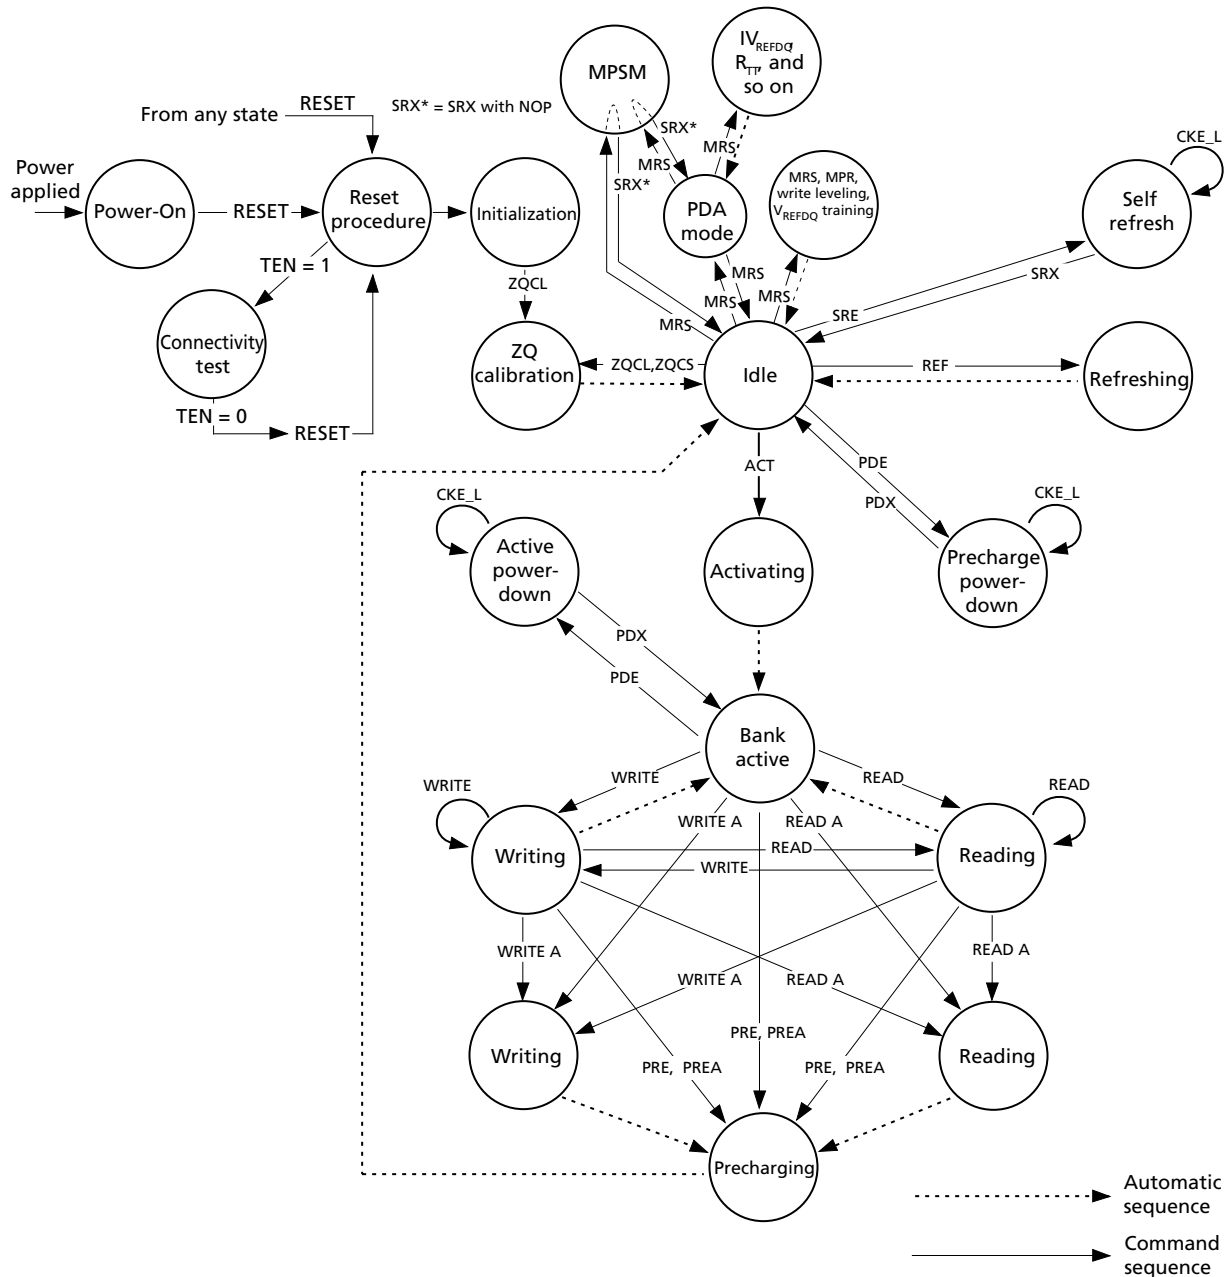 IV_REFDQ,
R_TT, and
so on
MPSM
From any state
RESET
SRX* = SRX with NOP
SRX*
MRS
MRS
CKE_L
Power
applied
Power-On
RESET
Reset
procedure
Initialization
SRX*
PDA
mode
MRS, MPR,
write leveling,
V_REFDQ training
Self
refresh
TEN = 1
ZQCL
MRS
MRS
MRS
MRS
SRE
SRX
Connectivity
test
ZQ
calibration
ZQCL,ZQCS
Idle
REF
Refreshing
TEN = 0
RESET
ACT
PDE
PDX
CKE_L
CKE_L
Active
power-
down
Activating
Precharge
power-
down
PDX
PDE
Bank
active
WRITE
WRITE
READ
READ
WRITE A
READ A
Writing
READ
WRITE
Reading
WRITE A
WRITE A
READ A
READ A
Writing
PRE, PREA
PRE, PREA
PRE, PREA
Reading
Precharging
Automatic
sequence
Command
sequence